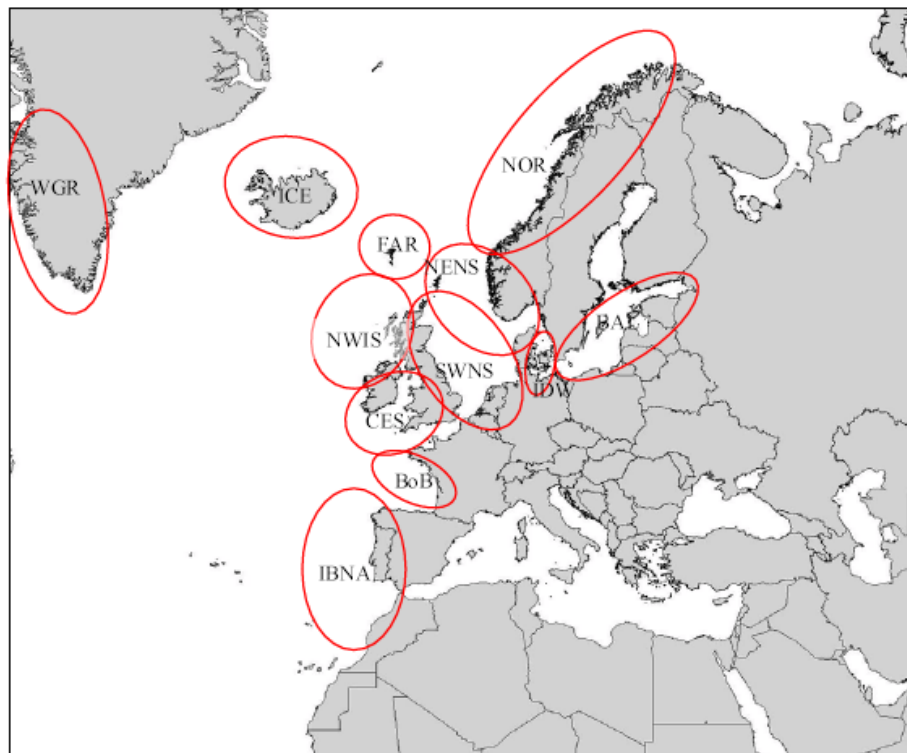 NOR
WGR
ICE
FAR
NENS
BAL
NWIS
SWNS
IDW
CES
BoB
IBNA